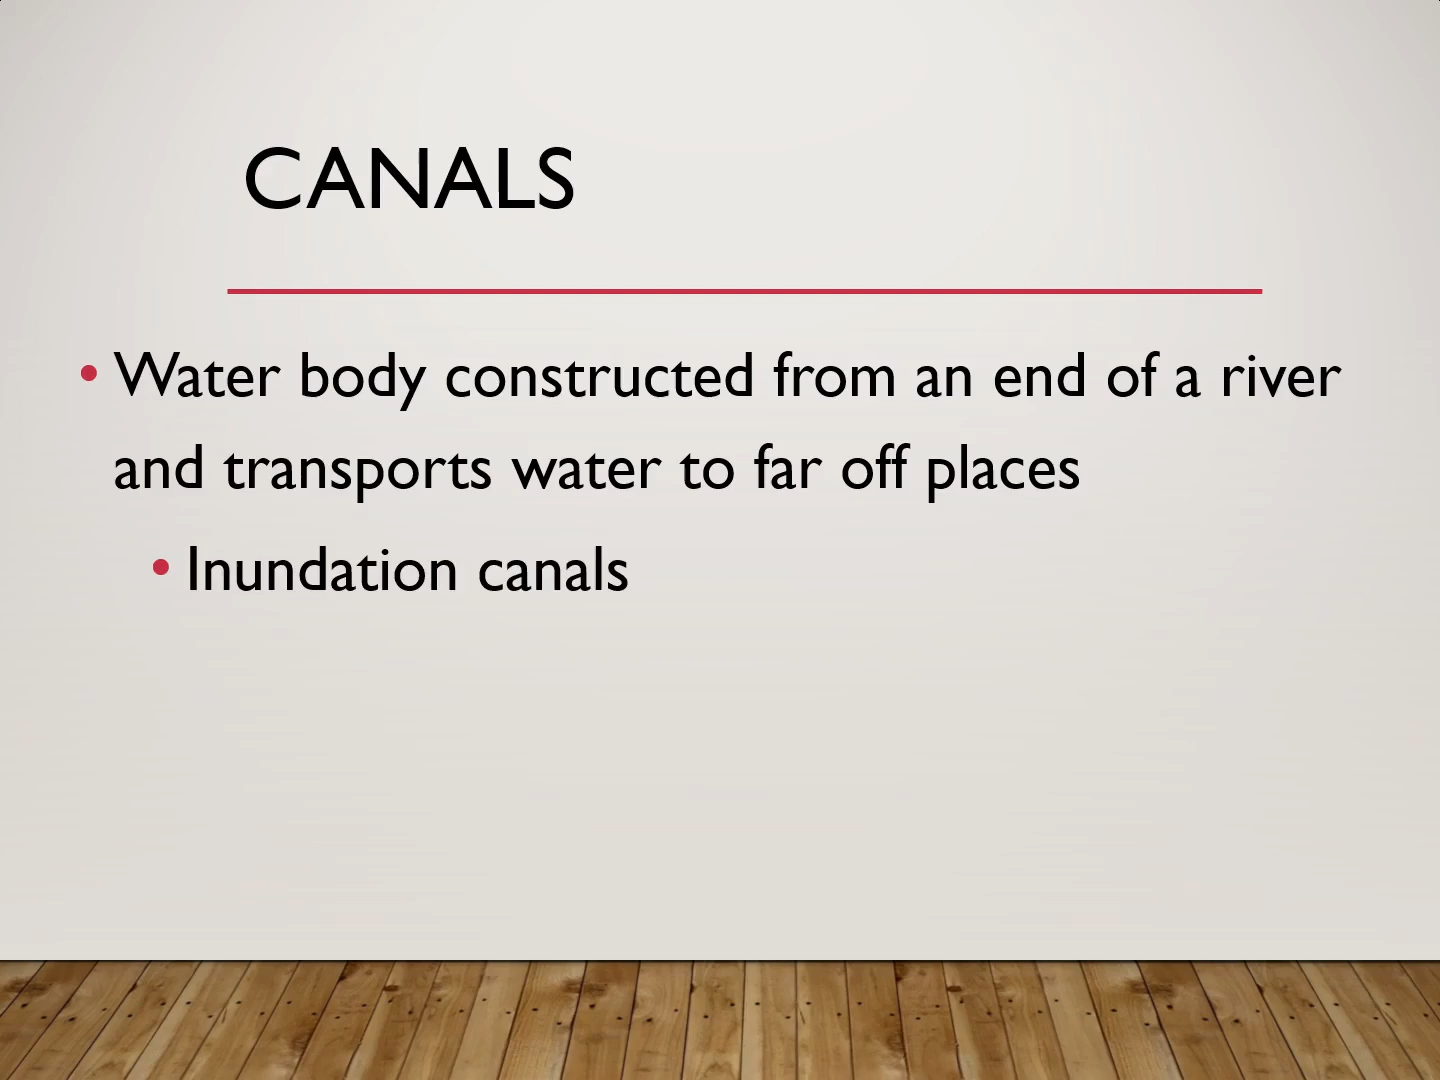 CANALS
• Water body constructed from an end of a river
and transports water to far off places
• Inundation canals